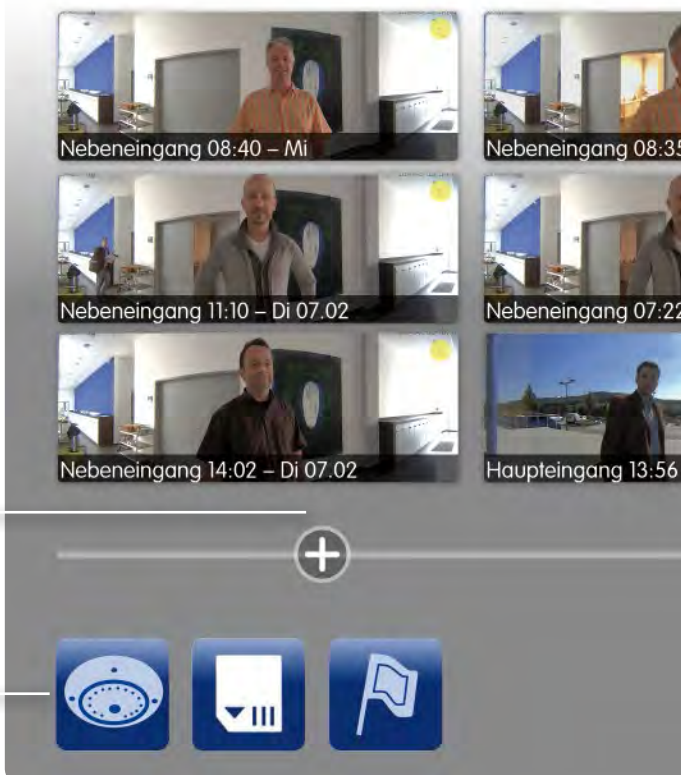 Nebeneingang 08:40 – Mi
Nebeneingang 08:35
Nebeneingang 11:10 – Di 07.02
Nebeneingang 07:22
Nebeneingang 14:02 – Di 07.02
Haupteingang 13:56